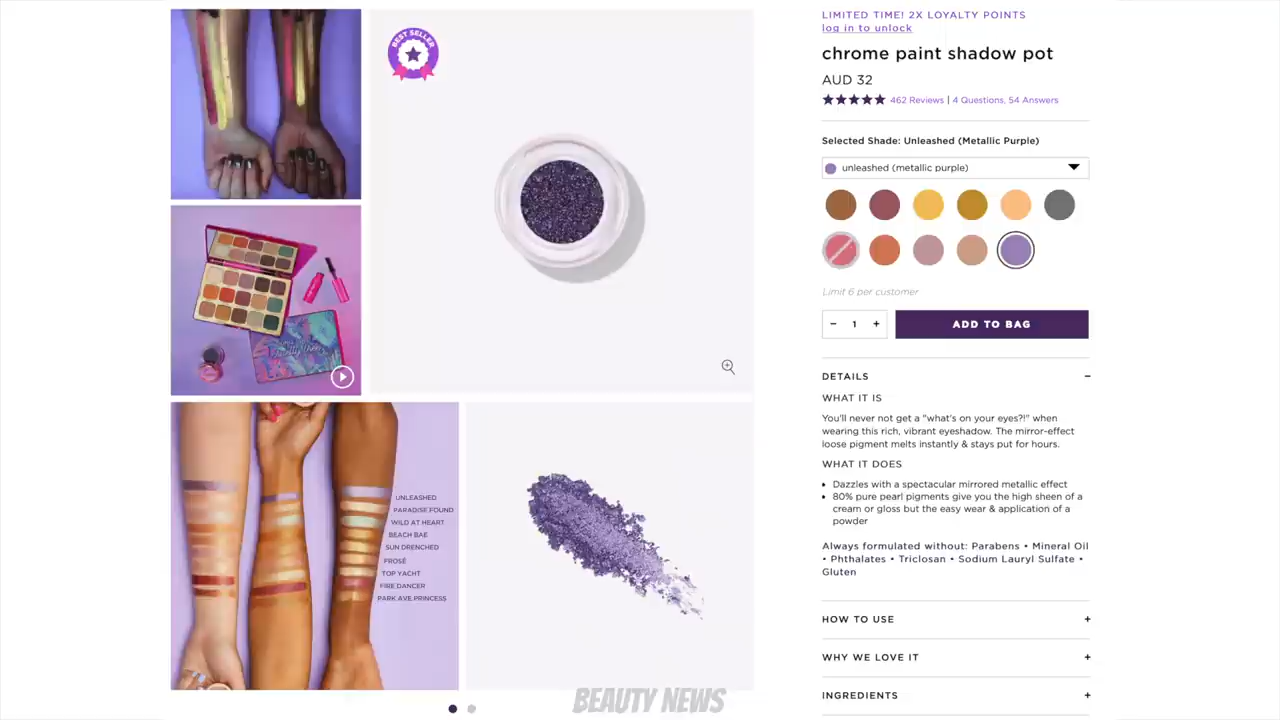 BEST SELLER
UNLEASHED
PARADISE FOUND
WILD AT HEART
BEACH BAE
SUN DRENCHED
FROSÉ
TOP YACHT
FIRE DANCER
PARK AVE PRINCESS
BEAUTY NEWS
LIMITED TIME! 2X LOYALTY POINTS
log in to unlock
chrome paint shadow pot
AUD 32
462 Reviews | 4 Questions, 54 Answers
Selected Shade: Unleashed (Metallic Purple)
unleashed (metallic purple)
Limit 6 per customer
− 1 +
ADD TO BAG
DETAILS −
WHAT IT IS
You'll never not get a "what's on your eyes?!" when
wearing this rich, vibrant eyeshadow. The mirror-effect
loose pigment melts instantly & stays put for hours.
WHAT IT DOES
• Dazzles with a spectacular mirrored metallic effect
• 80% pure pearl pigments give you the high sheen of a
cream or gloss but the easy wear & application of a
powder
Always formulated without: Parabens • Mineral Oil
• Phthalates • Triclosan • Sodium Lauryl Sulfate •
Gluten
HOW TO USE +
WHY WE LOVE IT +
INGREDIENTS +